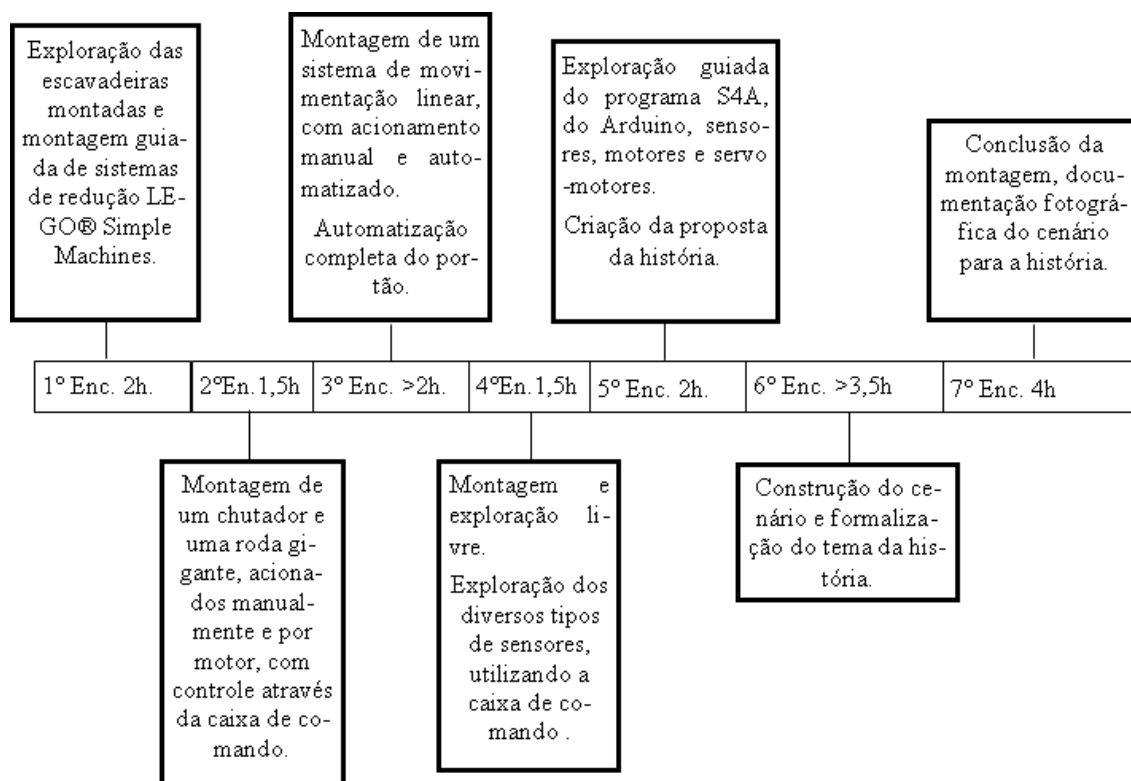 Exploração das
escavadeiras
montadas e
montagem guia-
da de sistemas
de redução LE-
GO® Simple
Machines.
Montagem de um
sistema de movi-
mentação linear,
com acionamento
manual e auto-
matizado.
Automatização
completa do por-
tão.
Exploração guiada
do programa S4A,
do Arduino, senso-
res, motores e servo
-motores.
Criação da proposta
da história.
Conclusão da
montagem, docu-
mentação fotográ-
fica do cenário
para a história.
1º Enc. 2h.
2ºEn.1,5h
3º Enc. >2h.
4ºEn.1,5h
5º Enc. 2h.
6º Enc. >3,5h
7º Enc. 4h
Montagem de
um chutador e
uma roda gi-
gante, aciona-
dos manual-
mente e por
motor, com
controle através
da caixa de co-
mando.
Montagem e
exploração li-
vre.
Exploração dos
diversos tipos
de sensores,
utilizando a
caixa de co-
mando .
Construção do ce-
nário e formaliza-
ção do tema da his-
tória.